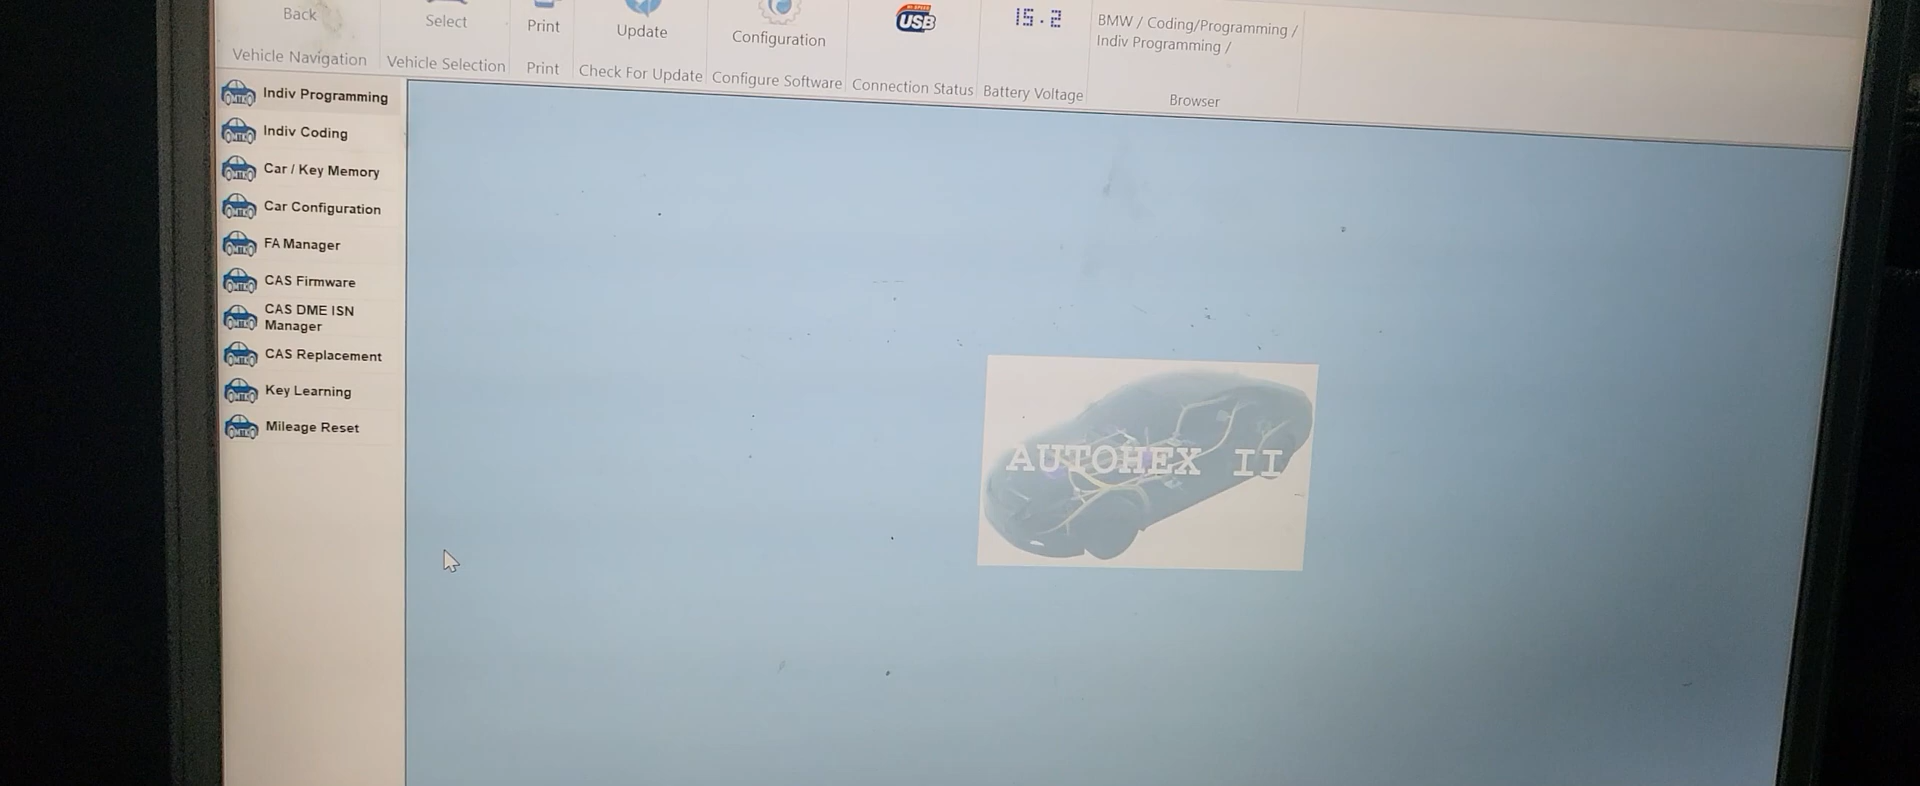 Back
Select
Print
Update
Configuration
HI-SPEED
USB
15.2
BMW / Coding/Programming /
Indiv Programming /
Vehicle Navigation
Vehicle Selection
Print
Check For Update
Configure Software
Connection Status
Battery Voltage
Browser
Indiv Programming
Indiv Coding
Car / Key Memory
Car Configuration
FA Manager
CAS Firmware
CAS DME ISN
Manager
CAS Replacement
Key Learning
Mileage Reset
AUTOHEX II